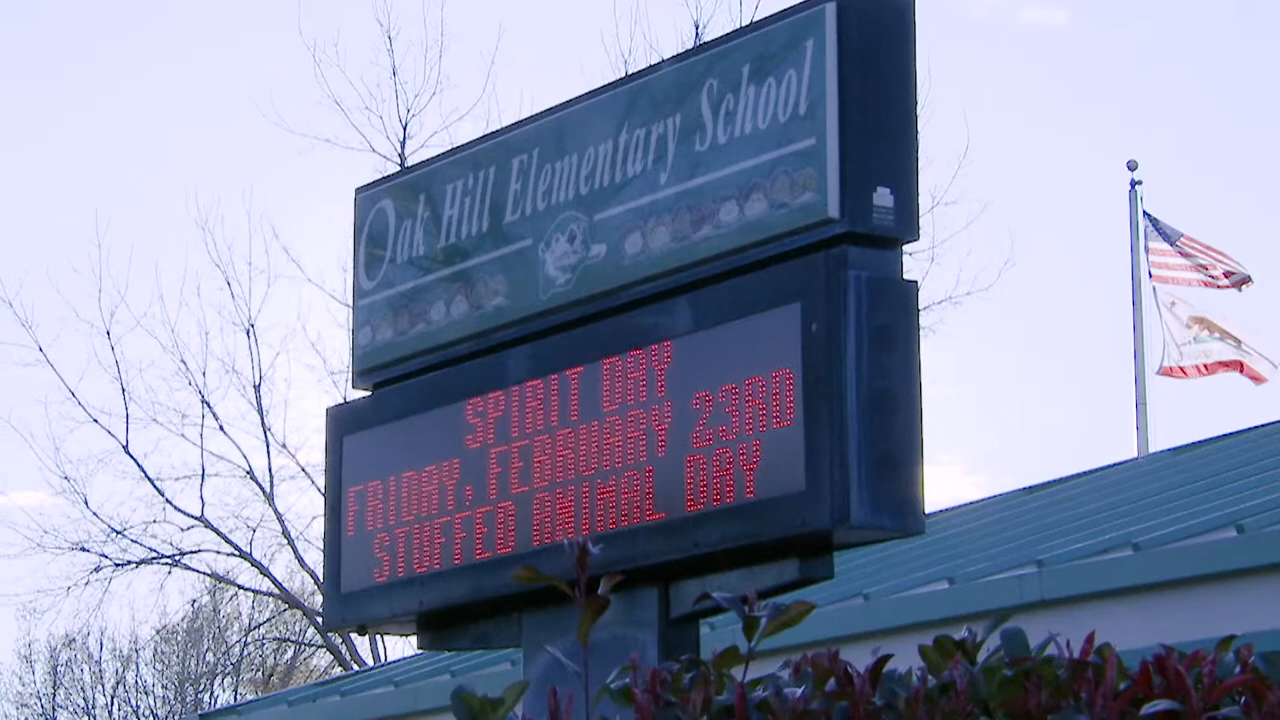 Oak Hill Elementary School
SPIRIT DAY
FRIDAY, FEBRUARY 23RD
STUFFED ANIMAL DAY